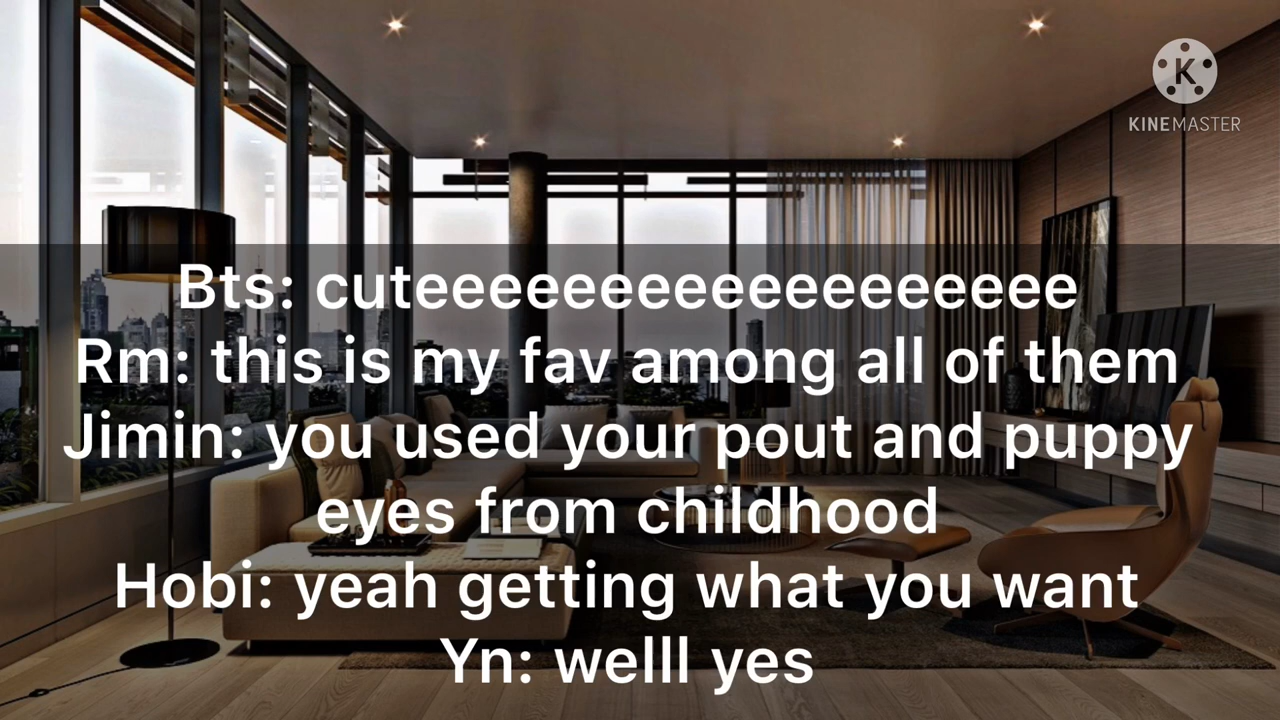 KINEMASTER
Bts: cuteeeeeeeeeeeeeeeeeeeee
Rm: this is my fav among all of them
Jimin: you used your pout and puppy
eyes from childhood
Hobi: yeah getting what you want
Yn: welll yes